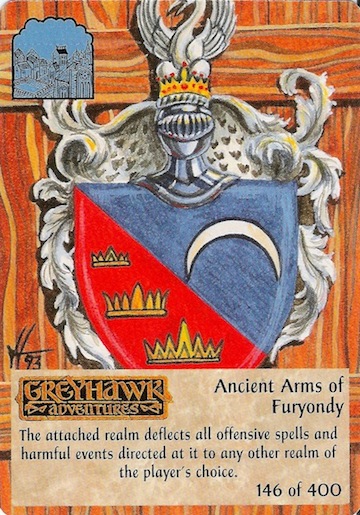 93
GREYHAWK
ADVENTURES
Ancient Arms of
Furyondy
The attached realm deflects all offensive spells and
harmful events directed at it to any other realm of
the player's choice.
146 of 400